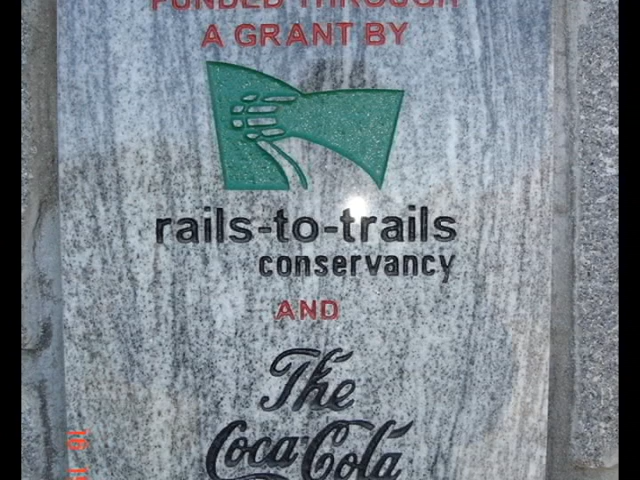 FUNDED THROUGH
A GRANT BY
rails-to-trails
conservancy
AND
The
Coca-Cola